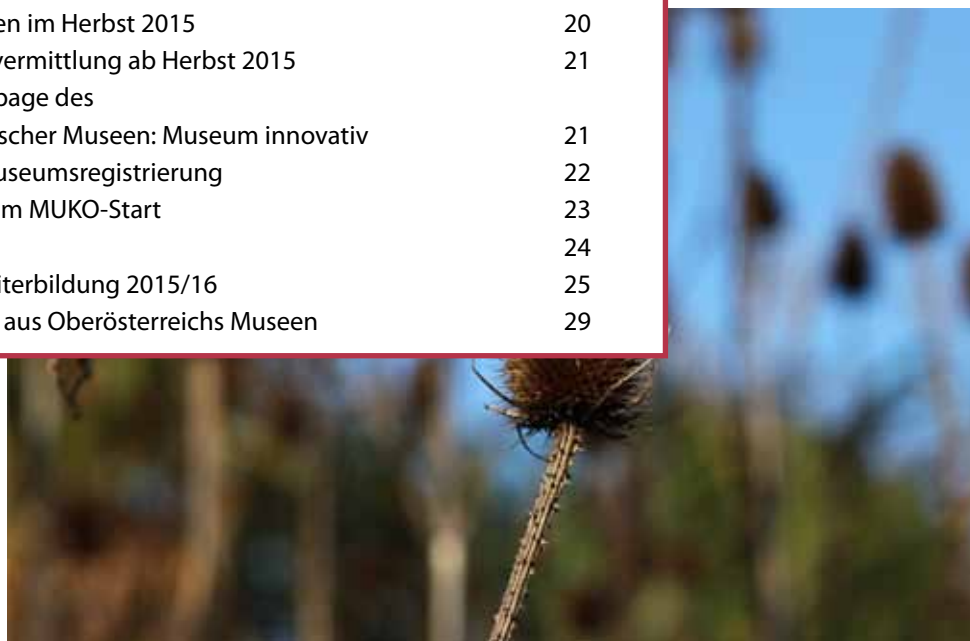 en im Herbst 2015 20
vermittlung ab Herbst 2015 21
page des
scher Museen: Museum innovativ 21
useumsregistrierung 22
m MUKO-Start 23
24
iterbildung 2015/16 25
aus Oberösterreichs Museen 29